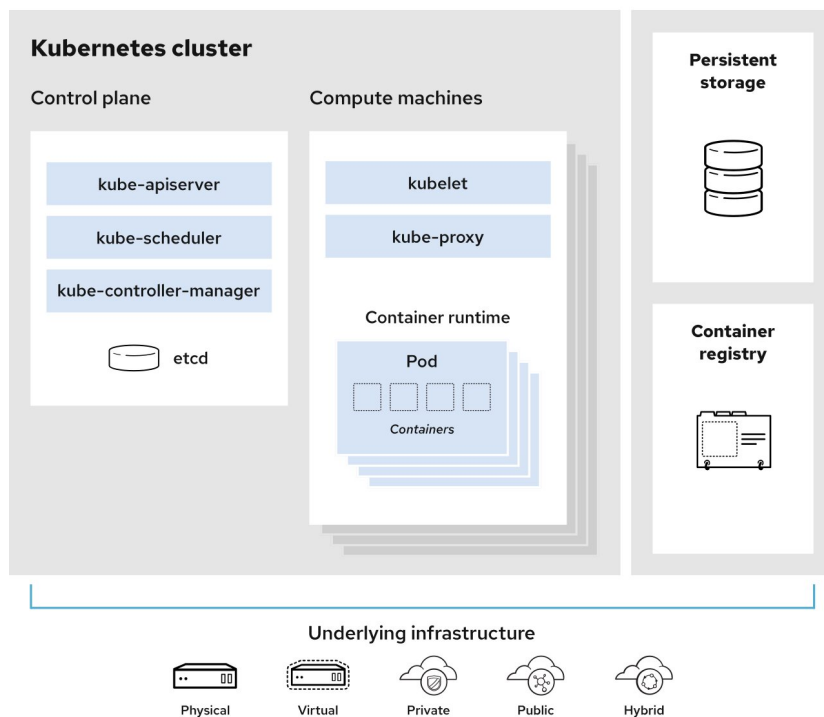 Kubernetes cluster
Control plane
kube-apiserver
kube-scheduler
kube-controller-manager
etcd
Compute machines
kubelet
kube-proxy
Container runtime
Pod
Containers
Persistent
storage
Container
registry
Underlying infrastructure
Physical
Virtual
Private
Public
Hybrid